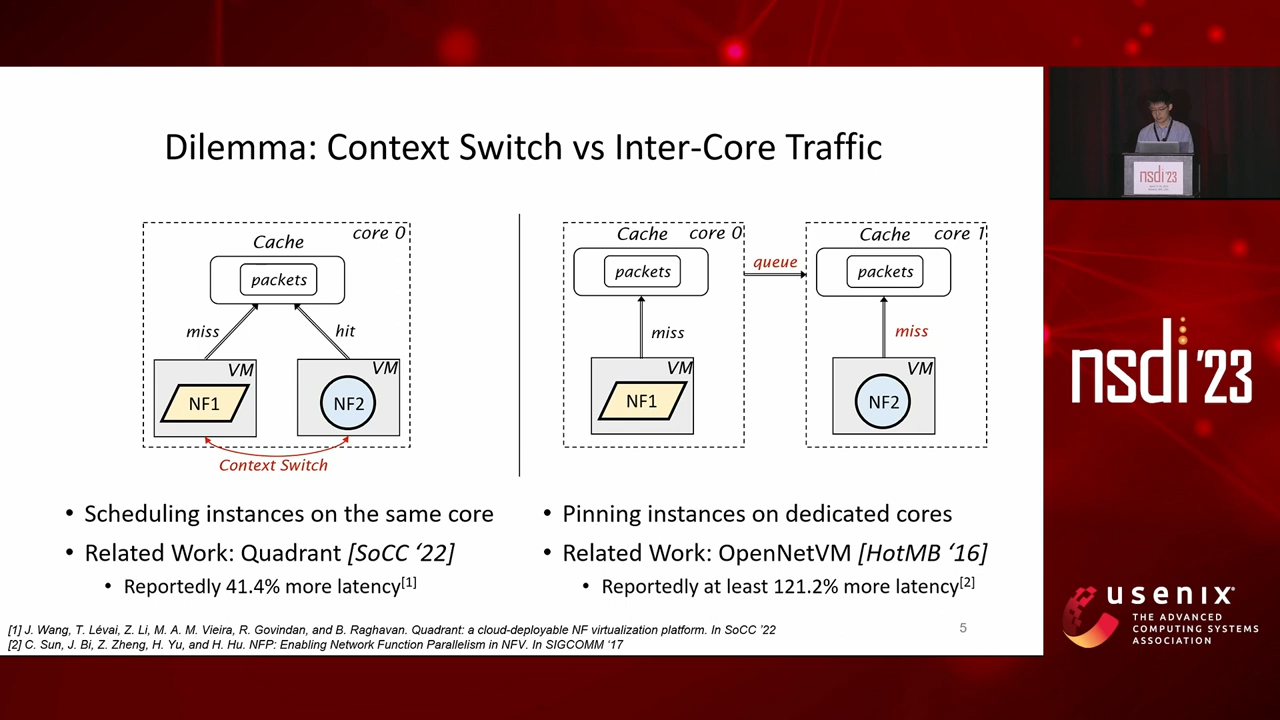 Dilemma: Context Switch vs Inter-Core Traffic
Cache
core 0
packets
miss
hit
VM
VM
NF1
NF2
Context Switch
Cache
core 0
packets
miss
VM
NF1
queue
Cache
core 1
packets
miss
VM
NF2
• Scheduling instances on the same core
• Related Work: Quadrant [SoCC ‘22]
• Reportedly 41.4% more latency[1]
• Pinning instances on dedicated cores
• Related Work: OpenNetVM [HotMB ‘16]
• Reportedly at least 121.2% more latency[2]
[1] J. Wang, T. Lévai, Z. Li, M. A. M. Vieira, R. Govindan, and B. Raghavan. Quadrant: a cloud-deployable NF virtualization platform. In SoCC ’22
[2] C. Sun, J. Bi, Z. Zheng, H. Yu, and H. Hu. NFP: Enabling Network Function Parallelism in NFV. In SIGCOMM ‘17
5
nsdi'23
nsdi'23
usenix
THE ADVANCED
COMPUTING SYSTEMS
ASSOCIATION